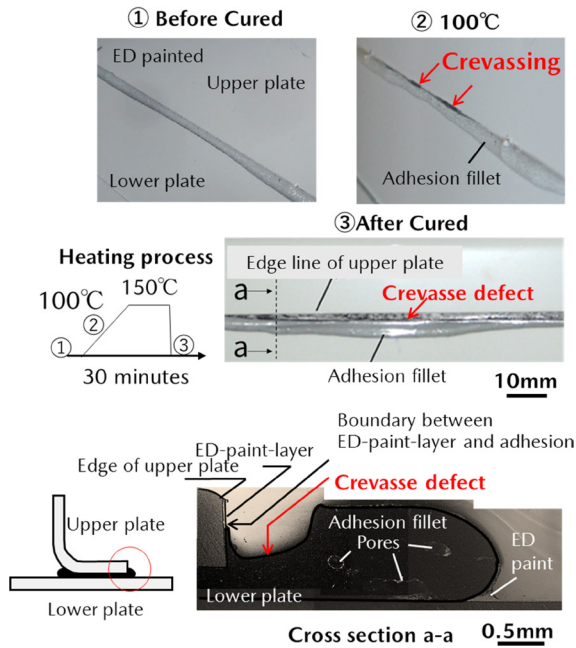 ① Before Cured
ED painted
Upper plate
Lower plate
② 100℃
Crevassing
Adhesion fillet
③After Cured
Heating process
100℃
150℃
①
②
③
30 minutes
Edge line of upper plate
a
a
Crevasse defect
Adhesion fillet
10mm
Boundary between
ED-paint-layer and adhesion
ED-paint-layer
Edge of upper plate
Crevasse defect
Upper plate
Lower plate
Adhesion fillet
Pores
ED
paint
Lower plate
Cross section a-a
0.5mm